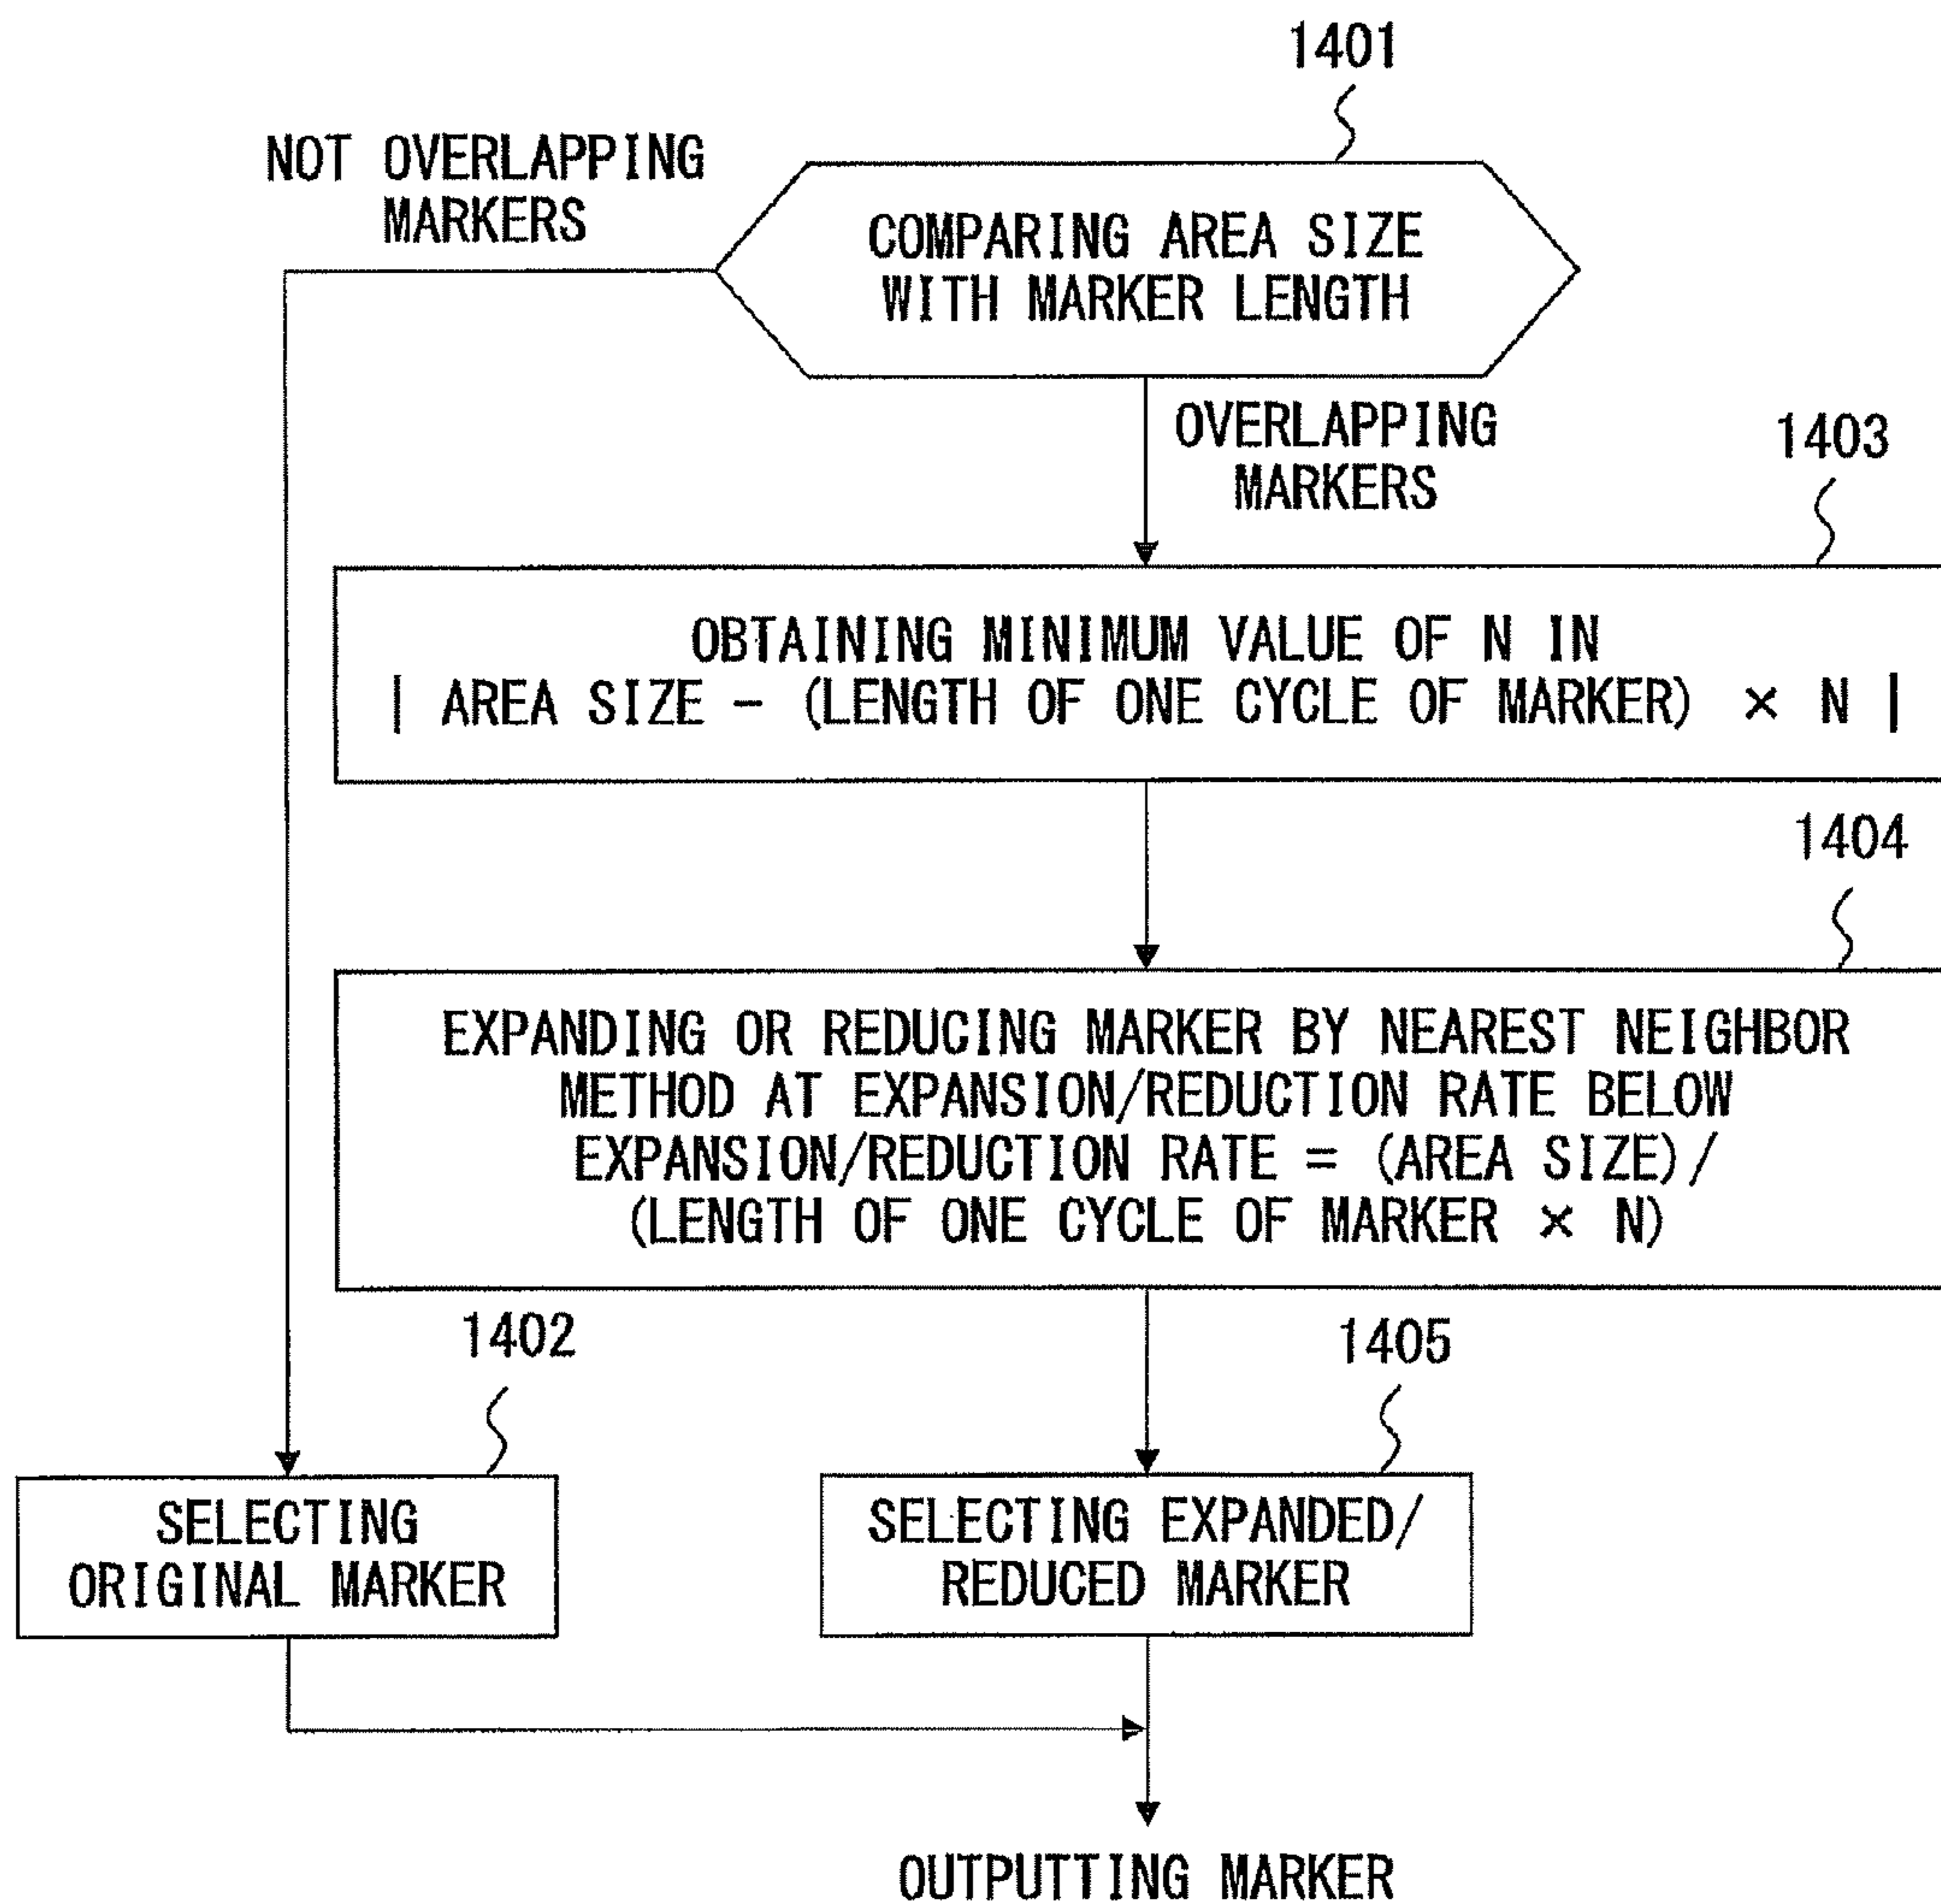 1401
NOT OVERLAPPING
MARKERS
COMPARING AREA SIZE
WITH MARKER LENGTH
OVERLAPPING
MARKERS
1403
OBTAINING MINIMUM VALUE OF N IN
| AREA SIZE - (LENGTH OF ONE CYCLE OF MARKER) × N |
1404
EXPANDING OR REDUCING MARKER BY NEAREST NEIGHBOR
METHOD AT EXPANSION/REDUCTION RATE BELOW
EXPANSION/REDUCTION RATE = (AREA SIZE)/
(LENGTH OF ONE CYCLE OF MARKER × N)
1402
SELECTING
ORIGINAL MARKER
1405
SELECTING EXPANDED/
REDUCED MARKER
OUTPUTTING MARKER